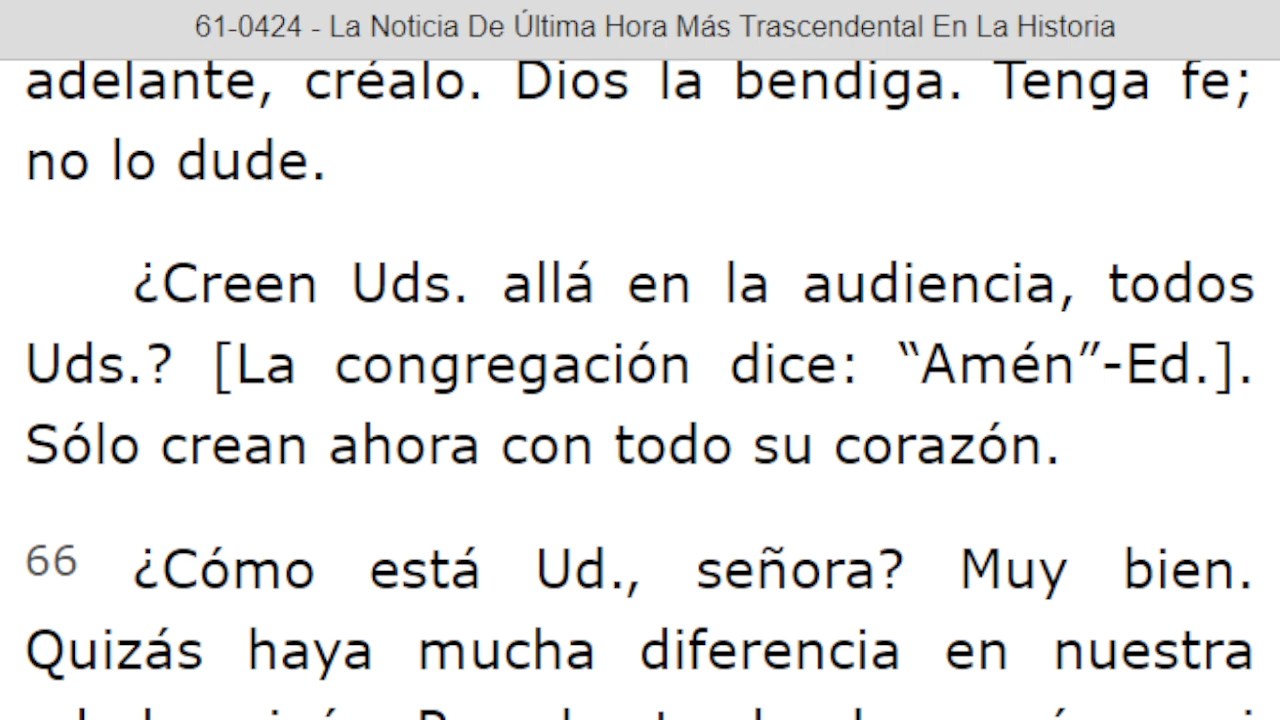 61-0424 - La Noticia De Última Hora Más Trascendental En La Historia
adelante, créalo. Dios la bendiga. Tenga fe;
no lo dude.
¿Creen Uds. allá en la audiencia, todos
Uds.? [La congregación dice: “Amén”-Ed.].
Sólo crean ahora con todo su corazón.
66 ¿Cómo está Ud., señora? Muy bien.
Quizás haya mucha diferencia en nuestra